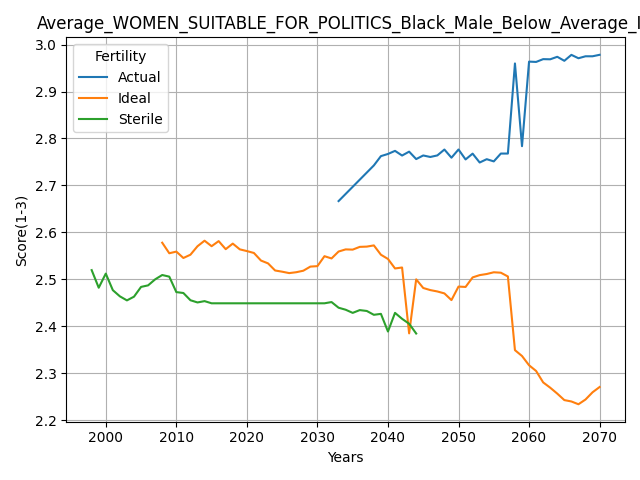 Average_WOMEN_SUITABLE_FOR_POLITICS_Black_Male_Below_Average_I
Fertility
Actual
Ideal
Sterile
Score(1-3)
3.0
2.9
2.8
2.7
2.6
2.5
2.4
2.3
2.2
2000 2010 2020 2030 2040 2050 2060 2070
Years